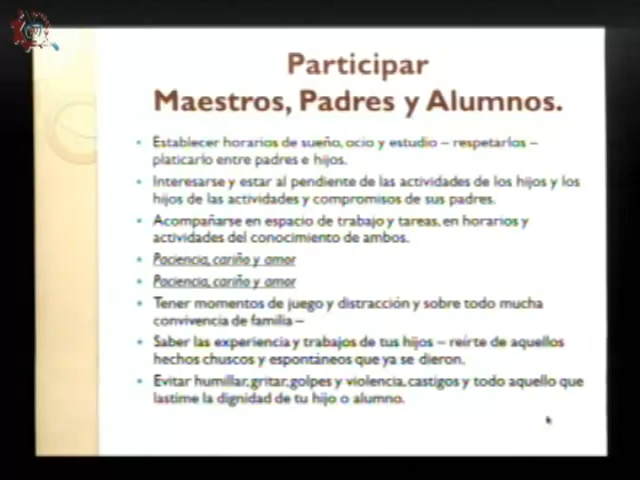 Participar
Maestros, Padres y Alumnos.
Establecer horarios de sueño, ocio y estudio – respetarlos –
platicarlo entre padres e hijos.
Interesarse y estar al pendiente de las actividades de los hijos y los
hijos de las actividades y compromisos de sus padres.
Acompañarse en espacio de trabajo y tareas, en horarios y
actividades del conocimiento de ambos.
Paciencia, cariño y amor
Paciencia, cariño y amor
Tener momentos de juego y distracción y sobre todo mucha
convivencia de familia –
Saber las experiencia y trabajos de tus hijos – reírte de aquellos
hechos chuscos y espontáneos que ya se dieron.
Evitar humillar, gritar, golpes y violencia, castigos y todo aquello que
lastime la dignidad de tu hijo o alumno.